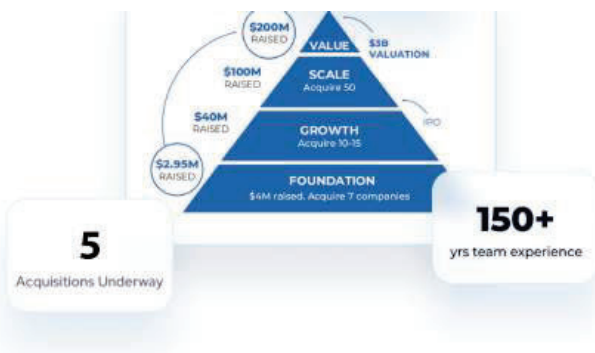 $200M
RAISED
VALUE
$3B
VALUATION
$100M
RAISED
SCALE
Acquire 50
$40M
RAISED
IPO
GROWTH
Acquire 10-15
$2.95M
RAISED
FOUNDATION
$4M raised. Acquire 7 companies
5
Acquisitions Underway
150+
yrs team experience